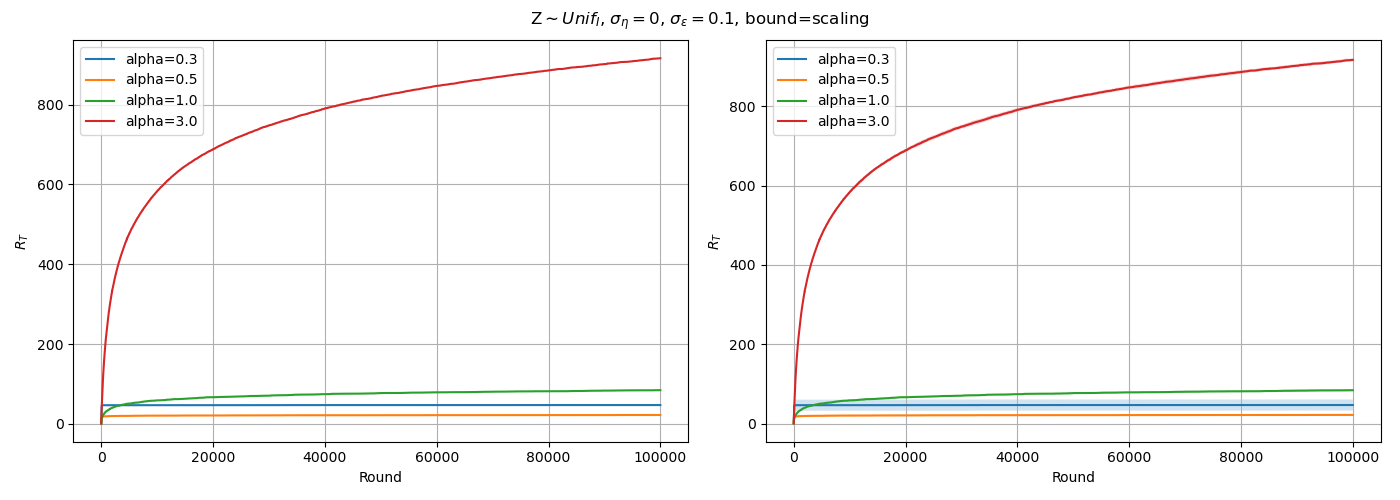 Z ∼ Unif_I, σ_η = 0, σ_ε = 0.1, bound=scaling
alpha=0.3
alpha=0.5
alpha=1.0
alpha=3.0
R_T
800
600
400
200
0
0 20000 40000 60000 80000 100000
Round
alpha=0.3
alpha=0.5
alpha=1.0
alpha=3.0
R_T
800
600
400
200
0
0 20000 40000 60000 80000 100000
Round